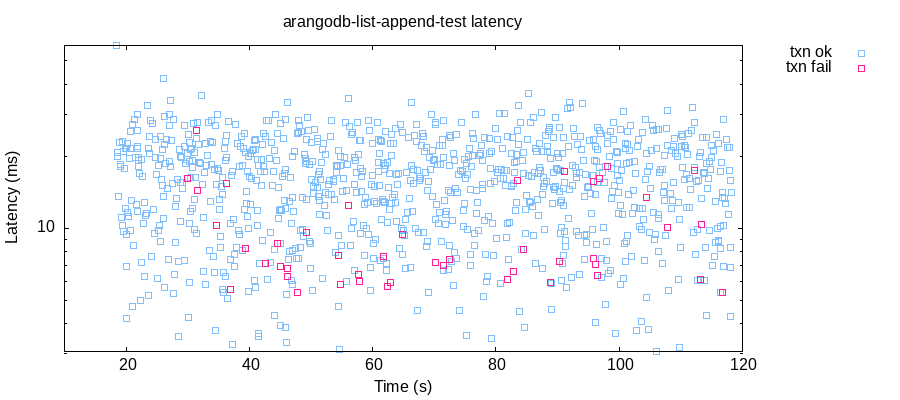 arangodb-list-append-test latency
txn ok
txn fail
Latency (ms)
10
20 40 60 80 100 120
Time (s)